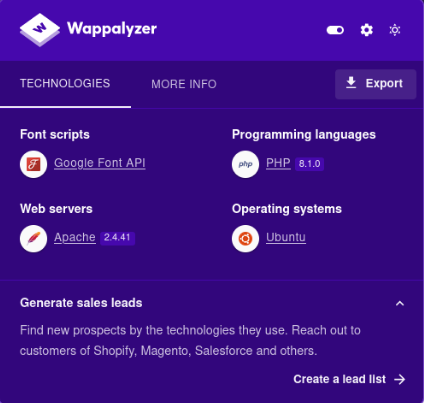 Wappalyzer
TECHNOLOGIES
MORE INFO
Export
Font scripts
Google Font API
Programming languages
php
PHP 8.1.0
Web servers
Apache 2.4.41
Operating systems
Ubuntu
Generate sales leads
Find new prospects by the technologies they use. Reach out to
customers of Shopify, Magento, Salesforce and others.
Create a lead list